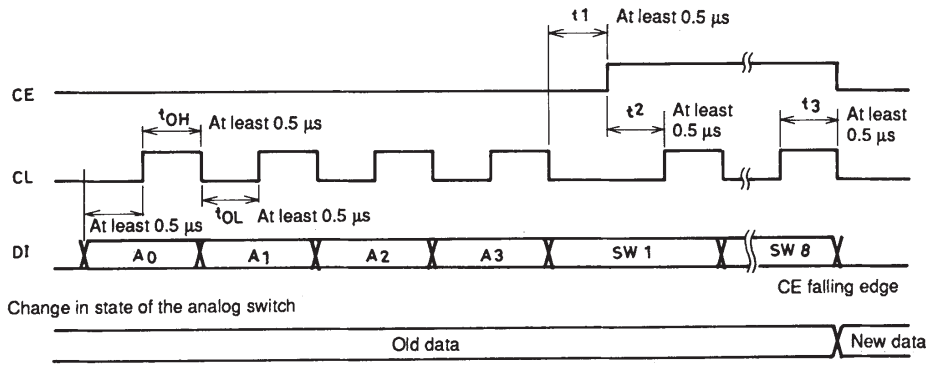 t1 At least 0.5 µs
CE
tOH At least 0.5 µs
t2 At least
0.5 µs
t3 At least
0.5 µs
CL
At least 0.5 µs
tOL At least 0.5 µs
DI A0 A1 A2 A3 SW 1 SW 8
CE falling edge
Change in state of the analog switch
Old data New data